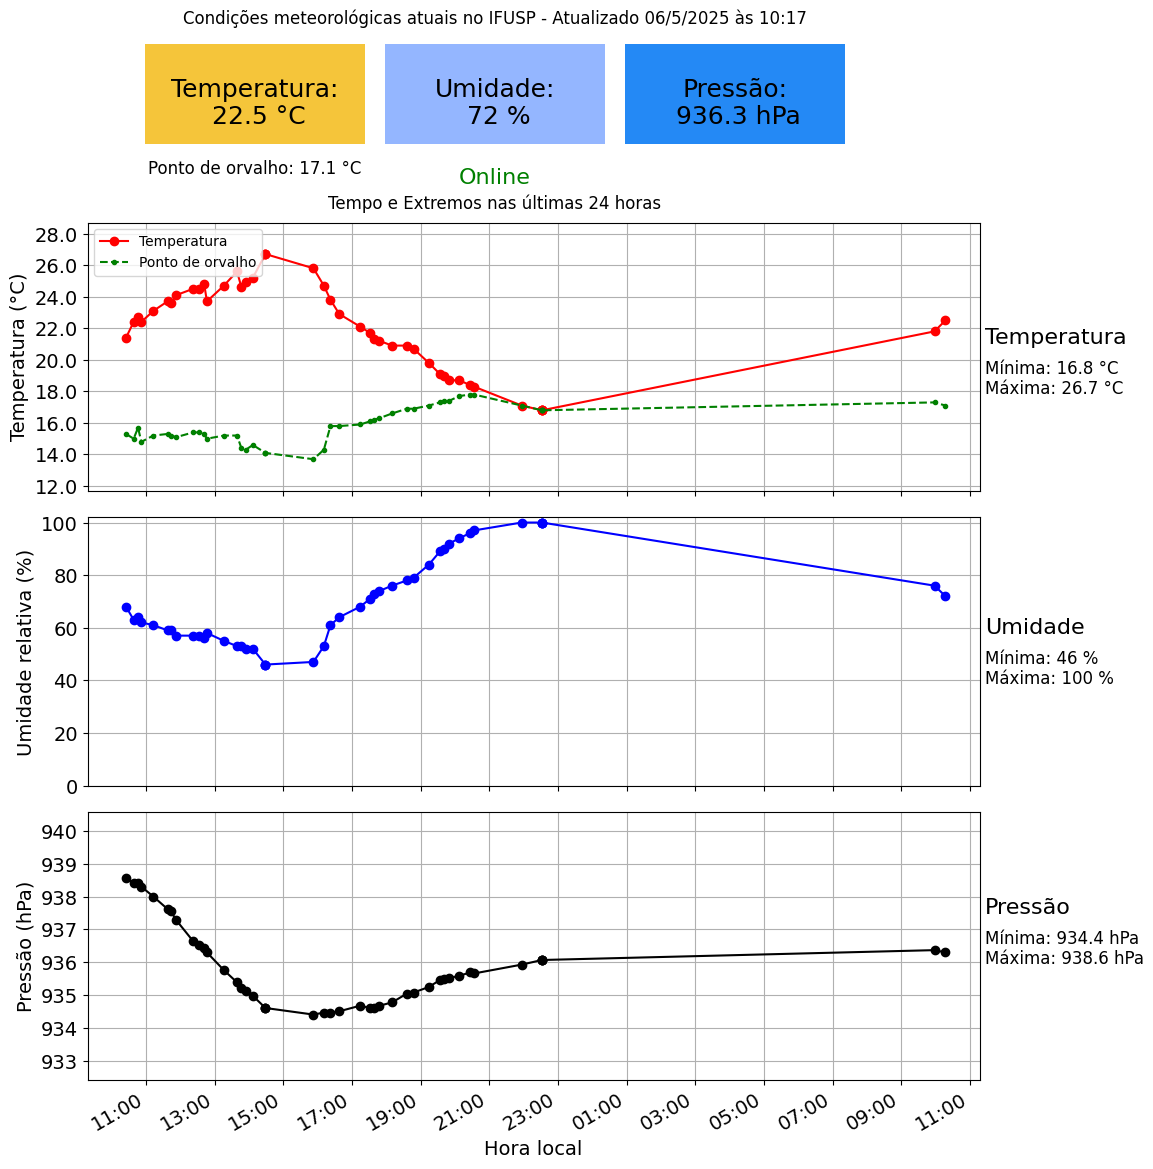 Condições meteorológicas atuais no IFUSP - Atualizado 06/5/2025 às 10:17
Temperatura:
22.5 °C
Umidade:
72 %
Pressão:
936.3 hPa
Ponto de orvalho: 17.1 °C
Online
Tempo e Extremos nas últimas 24 horas
Temperatura (°C)
28.0
26.0
24.0
22.0
20.0
18.0
16.0
14.0
12.0
Temperatura
Ponto de orvalho
Temperatura
Mínima: 16.8 °C
Máxima: 26.7 °C
Umidade relativa (%)
100
80
60
40
20
0
Umidade
Mínima: 46 %
Máxima: 100 %
Pressão (hPa)
940
939
938
937
936
935
934
933
Pressão
Mínima: 934.4 hPa
Máxima: 938.6 hPa
11:00 13:00 15:00 17:00 19:00 21:00 23:00 01:00 03:00 05:00 07:00 09:00 11:00
Hora local